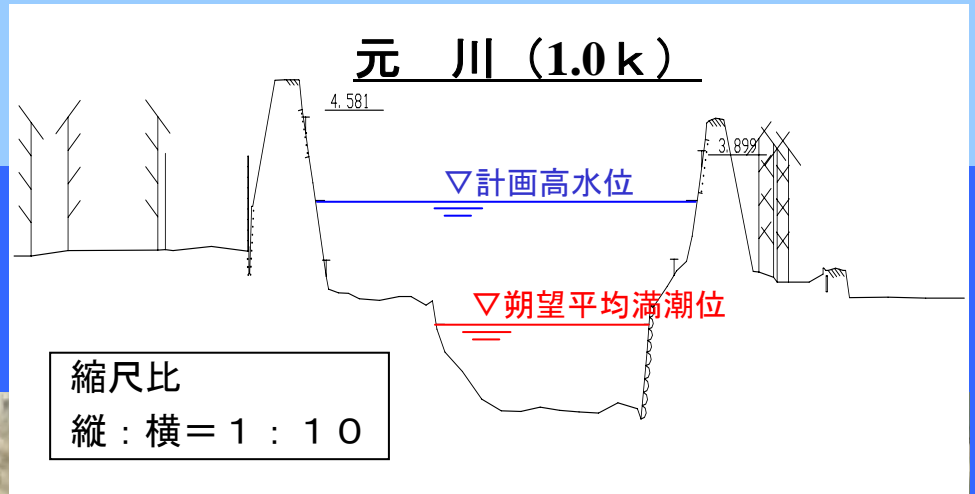 元　川（1.0ｋ）
4.581
3.899
▽計画高水位
▽朔望平均満潮位
縮尺比
縦：横＝１：１０